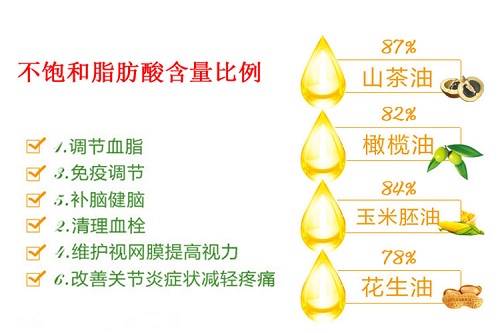 不饱和脂肪酸含量比例
1.调节血脂
3.免疫调节
5.补脑健脑
2.清理血栓
4.维护视网膜提高视力
6.改善关节炎症状减轻疼痛
87%
山茶油
82%
橄榄油
84%
玉米胚油
78%
花生油